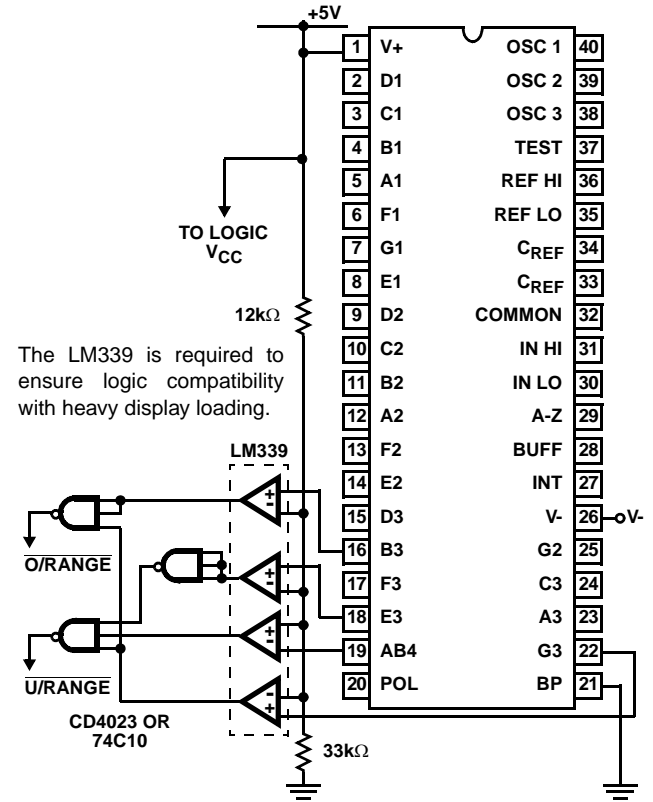 +5V
1 V+ OSC 1 40
2 D1 OSC 2 39
3 C1 OSC 3 38
4 B1 TEST 37
5 A1 REF HI 36
6 F1 REF LO 35
7 G1 CREF 34
8 E1 CREF 33
9 D2 COMMON 32
10 C2 IN HI 31
11 B2 IN LO 30
12 A2 A-Z 29
13 F2 BUFF 28
14 E2 INT 27
15 D3 V- 26 V-
16 B3 G2 25
17 F3 C3 24
18 E3 A3 23
19 AB4 G3 22
20 POL BP 21
TO LOGIC
VCC
12kΩ
The LM339 is required to
ensure logic compatibility
with heavy display loading.
LM339
+
-
+
-
+
-
-
+
O/RANGE
U/RANGE
CD4023 OR
74C10
33kΩ